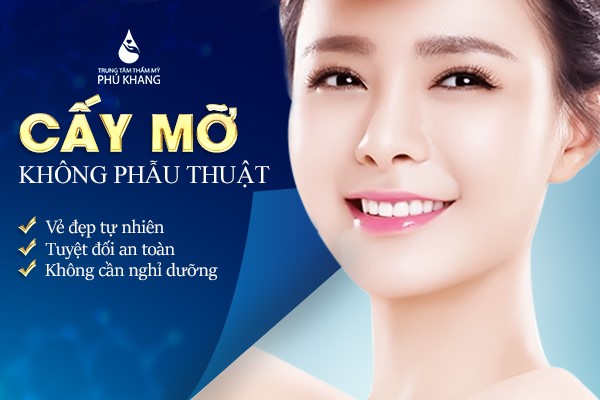 TRUNG TÂM THẨM MỸ
PHÚ KHANG
CẤY MỠ
KHÔNG PHẪU THUẬT
Vẻ đẹp tự nhiên
Tuyệt đối an toàn
Không cần nghỉ dưỡng